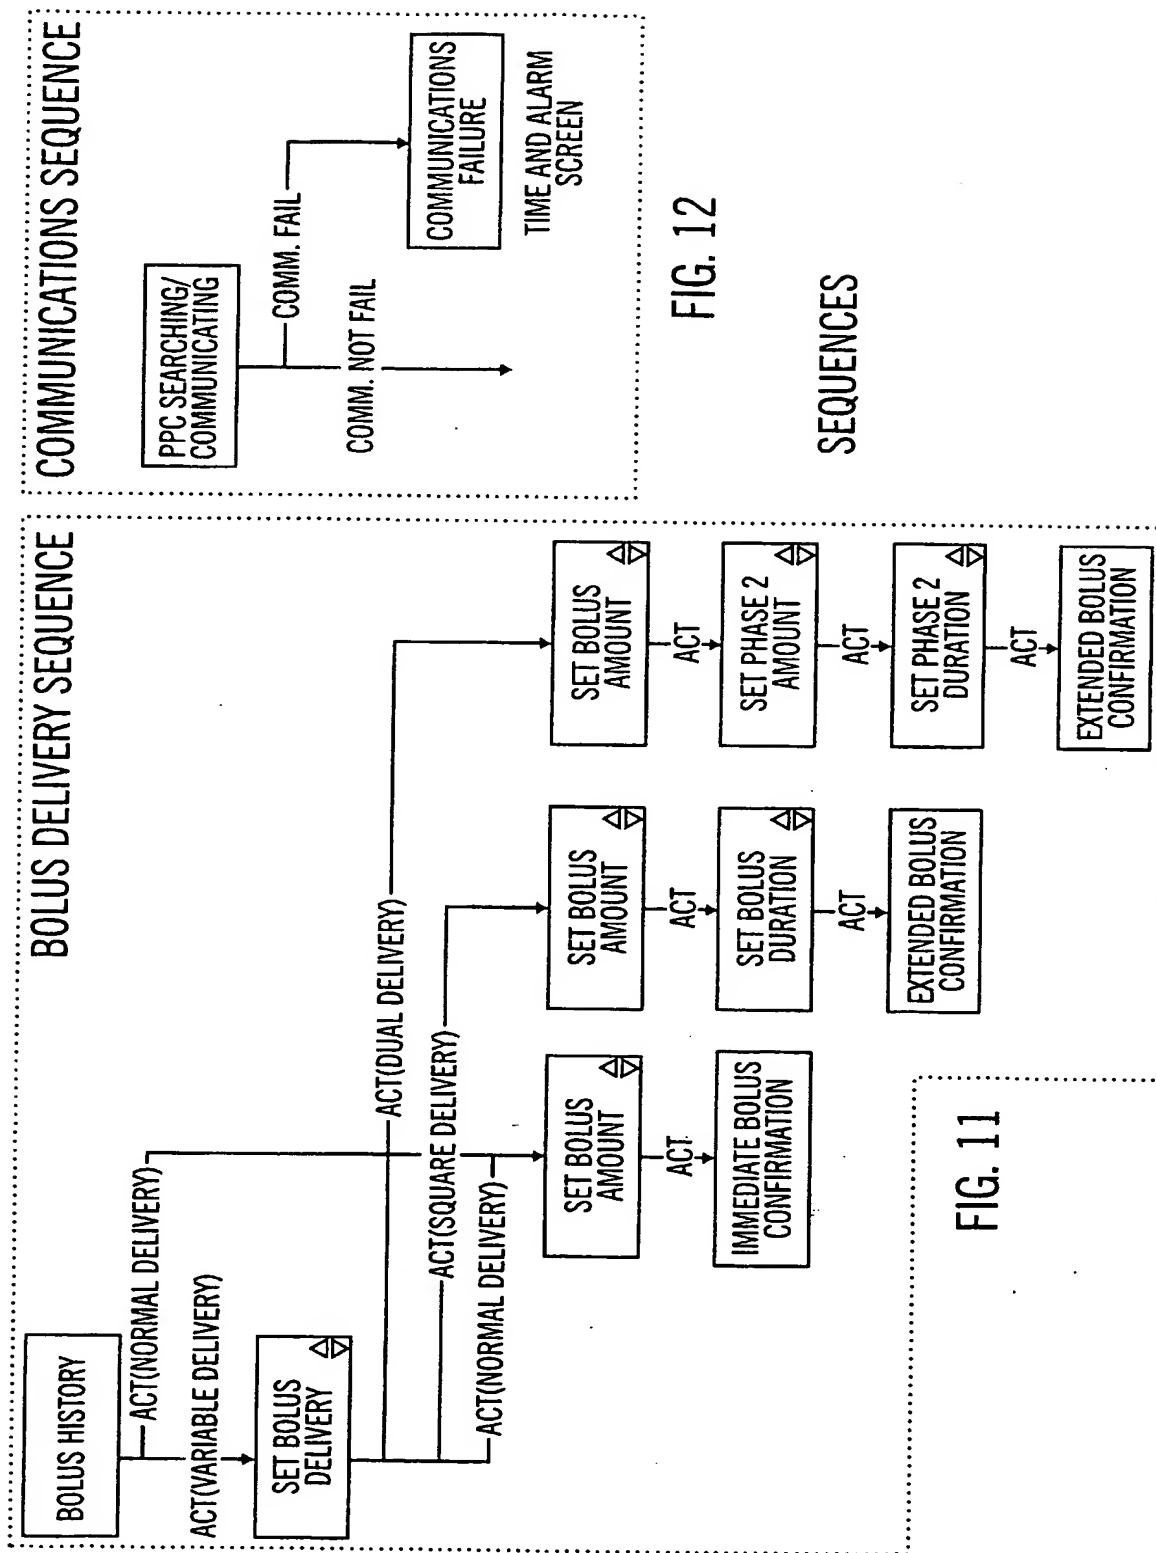 BOLUS DELIVERY SEQUENCE
BOLUS HISTORY
ACT(NORMAL DELIVERY)
ACT(VARIABLE DELIVERY)
SET BOLUS
DELIVERY
ACT(DUAL DELIVERY)
ACT(SQUARE DELIVERY)
ACT(NORMAL DELIVERY)
SET BOLUS
AMOUNT
ACT
IMMEDIATE BOLUS
CONFIRMATION
SET BOLUS
AMOUNT
ACT
SET BOLUS
DURATION
ACT
EXTENDED BOLUS
CONFIRMATION
SET BOLUS
AMOUNT
ACT
SET PHASE 2
AMOUNT
ACT
SET PHASE 2
DURATION
ACT
EXTENDED BOLUS
CONFIRMATION
FIG. 11
COMMUNICATIONS SEQUENCE
PPC SEARCHING/
COMMUNICATING
COMM. FAIL
COMM. NOT FAIL
COMMUNICATIONS
FAILURE
TIME AND ALARM
SCREEN
FIG. 12
SEQUENCES